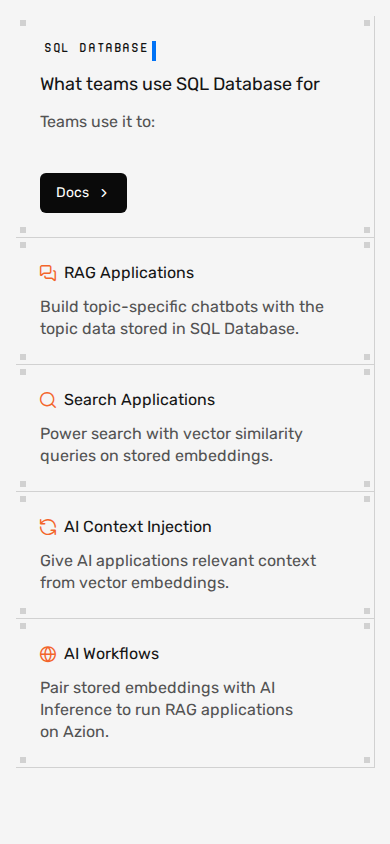 SQL DATABASE
What teams use SQL Database for
Teams use it to:
Docs
RAG Applications
Build topic-specific chatbots with the
topic data stored in SQL Database.
Search Applications
Power search with vector similarity
queries on stored embeddings.
AI Context Injection
Give AI applications relevant context
from vector embeddings.
AI Workflows
Pair stored embeddings with AI
Inference to run RAG applications
on Azion.